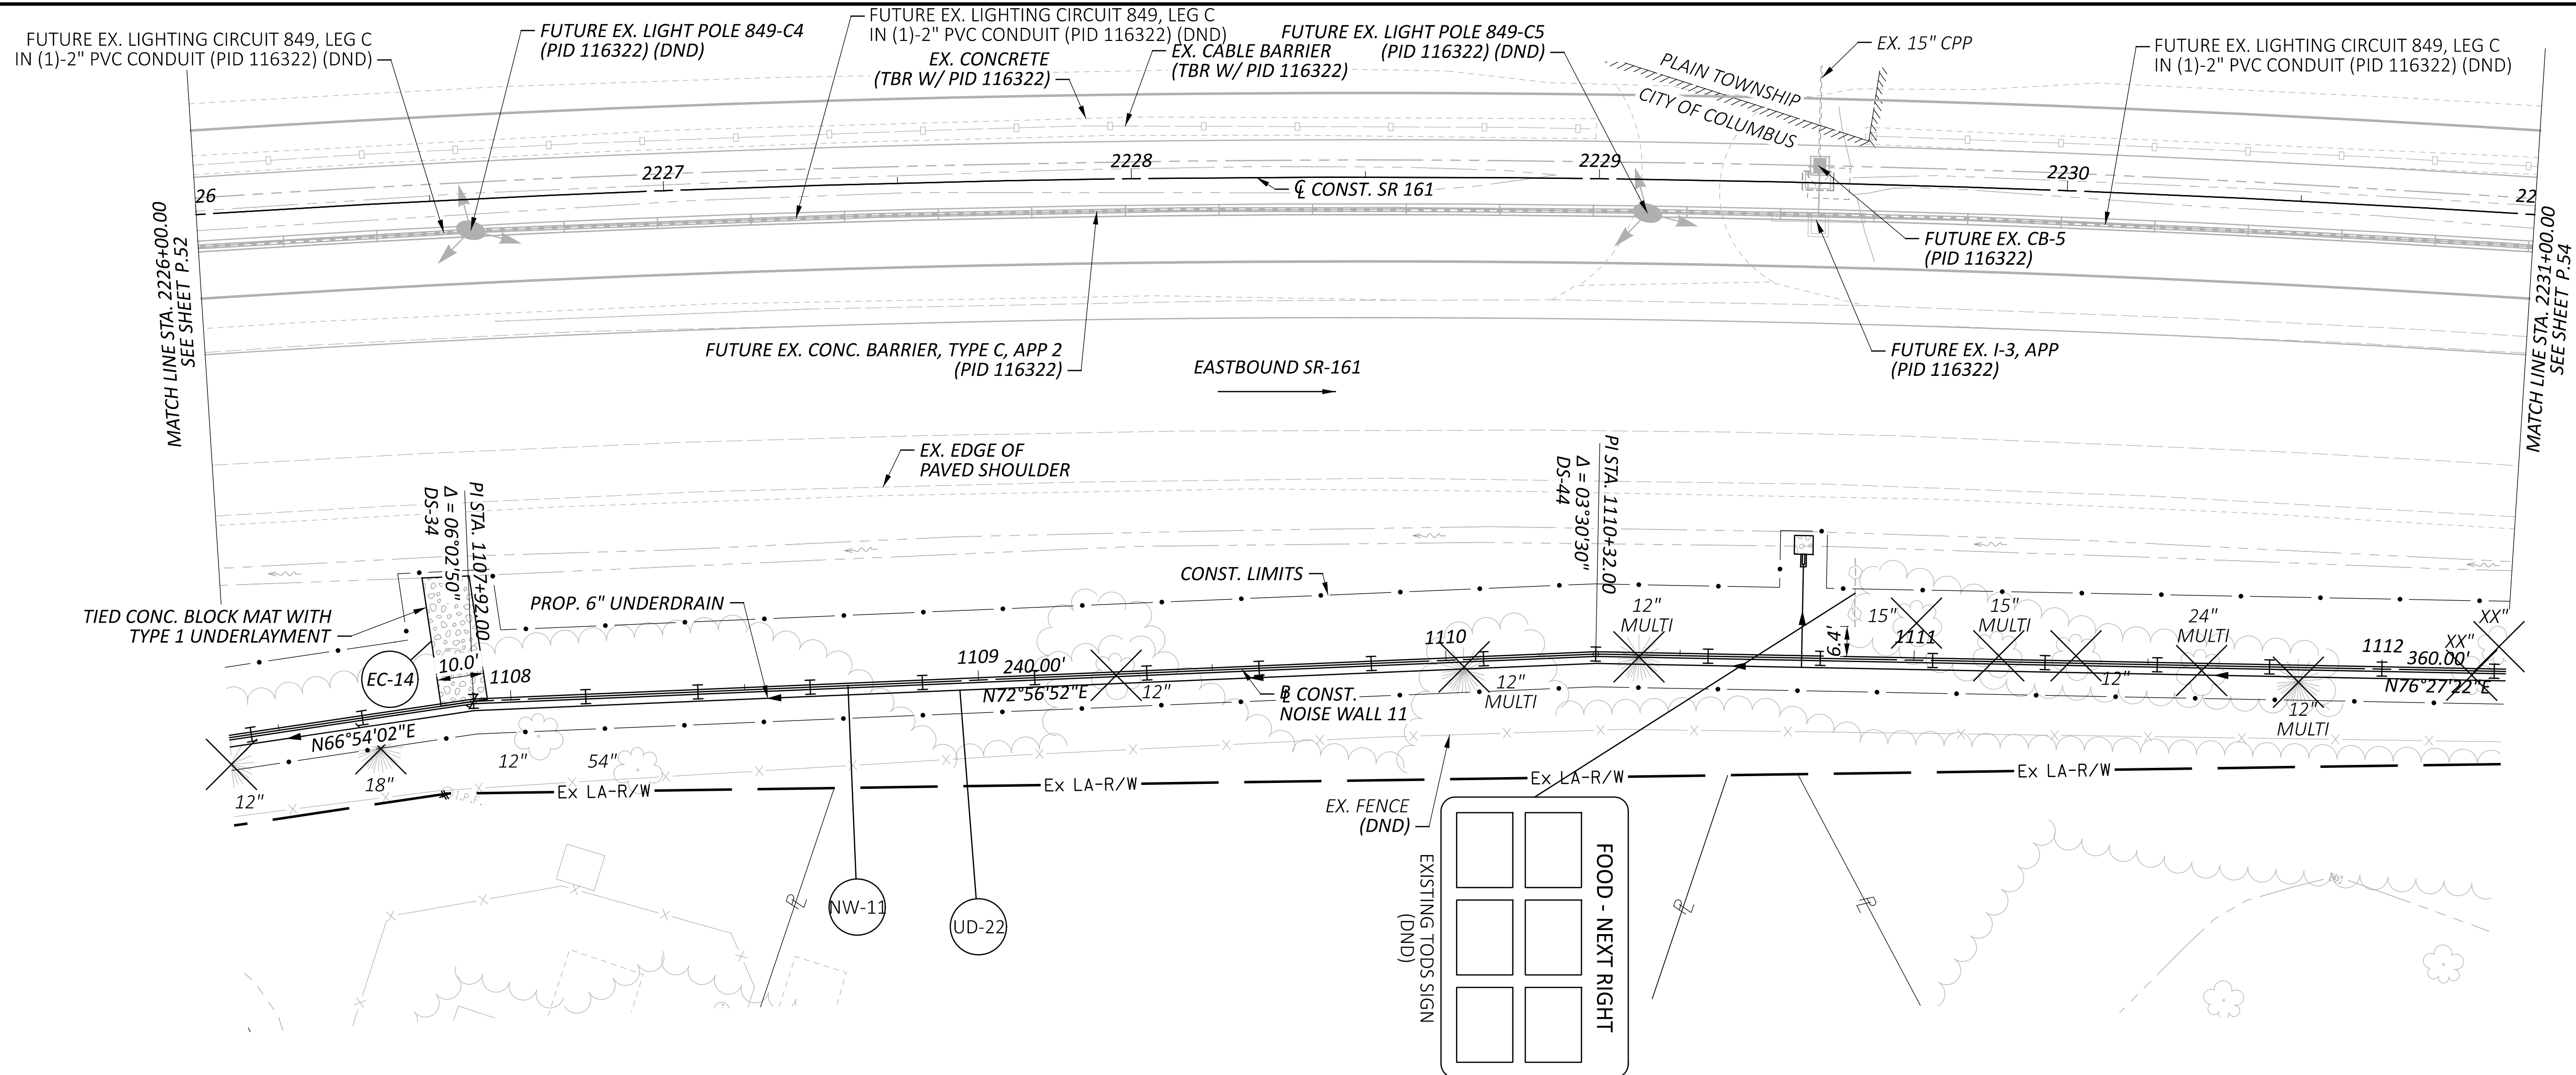 FUTURE EX. LIGHTING CIRCUIT 849, LEG C
IN (1)-2" PVC CONDUIT (PID 116322) (DND)
FUTURE EX. LIGHT POLE 849-C4
(PID 116322) (DND)
FUTURE EX. LIGHTING CIRCUIT 849, LEG C
IN (1)-2" PVC CONDUIT (PID 116322) (DND)
EX. CONCRETE
(TBR W/ PID 116322)
EX. CABLE BARRIER
(TBR W/ PID 116322)
FUTURE EX. LIGHT POLE 849-C5
(PID 116322) (DND)
PLAIN TOWNSHIP
CITY OF COLUMBUS
EX. 15" CPP
FUTURE EX. LIGHTING CIRCUIT 849, LEG C
IN (1)-2" PVC CONDUIT (PID 116322) (DND)
26
2227
2228
2229
2230
22
CL CONST. SR 161
MATCH LINE STA. 2226+00.00
SEE SHEET P.52
MATCH LINE STA. 2231+00.00
SEE SHEET P.54
FUTURE EX. CB-5
(PID 116322)
FUTURE EX. CONC. BARRIER, TYPE C, APP 2
(PID 116322)
FUTURE EX. I-3, APP
(PID 116322)
EASTBOUND SR-161
EX. EDGE OF
PAVED SHOULDER
PI STA. 1107+92.00
Δ = 06°02'50"
DS-34
PI STA. 1110+32.00
Δ = 03°30'30"
DS-44
CONST. LIMITS
PROP. 6" UNDERDRAIN
TIED CONC. BLOCK MAT WITH
TYPE 1 UNDERLAYMENT
EC-14
10.0'
1108
1109
240.00'
N72°56'52"E
12"
1110
12"
MULTI
12"
MULTI
6.4'
15"
1111
15"
MULTI
12"
24"
MULTI
12"
MULTI
1112
360.00'
N76°27'22"E
XX"
XX"
BL CONST.
NOISE WALL 11
N66°54'02"E
12"
18"
12"
54"
Ex LA-R/W
Ex LA-R/W
Ex LA-R/W
Ex LA-R/W
EX. FENCE
(DND)
NW-11
UD-22
PL
PL
PL
FOOD - NEXT RIGHT
EXISTING TODS SIGN
(DND)